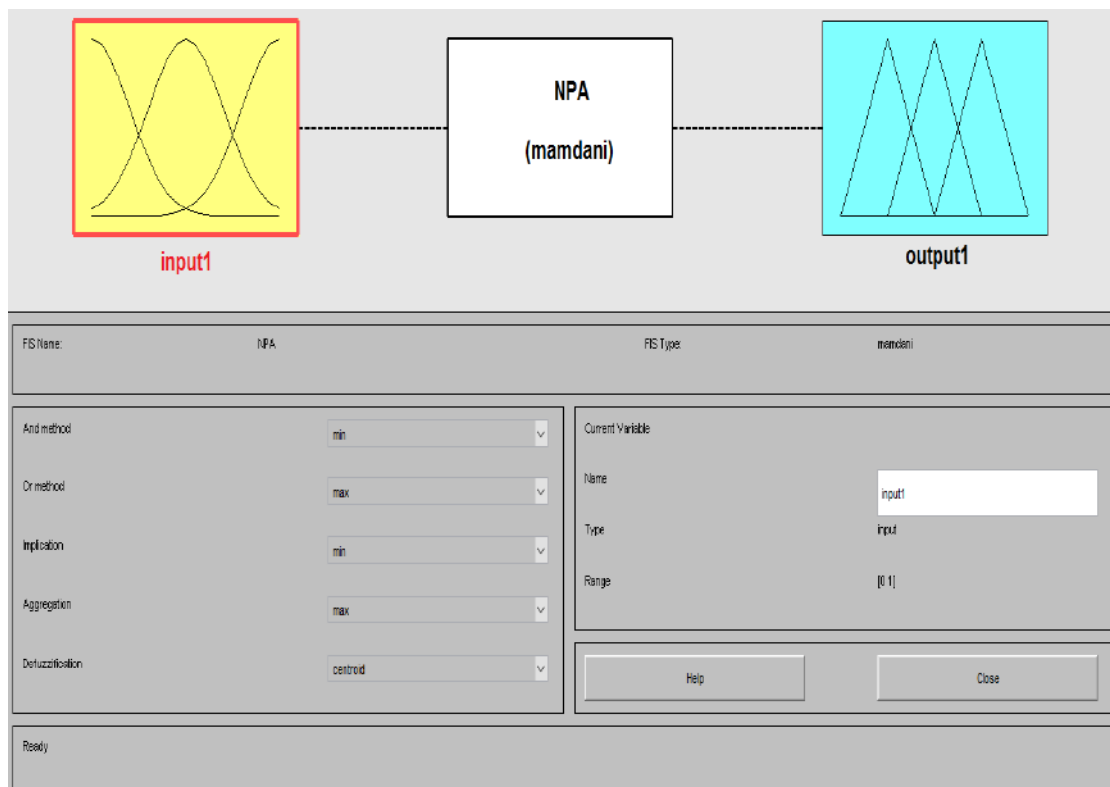 NPA
(mamdani)
input1
output1
FIS Name: NPA FIS Type: mamdani
And method min
Or method max
Implication min
Aggregation max
Defuzzification centroid
Current Variable
Name input1
Type input
Range [0 1]
Help Close
Ready